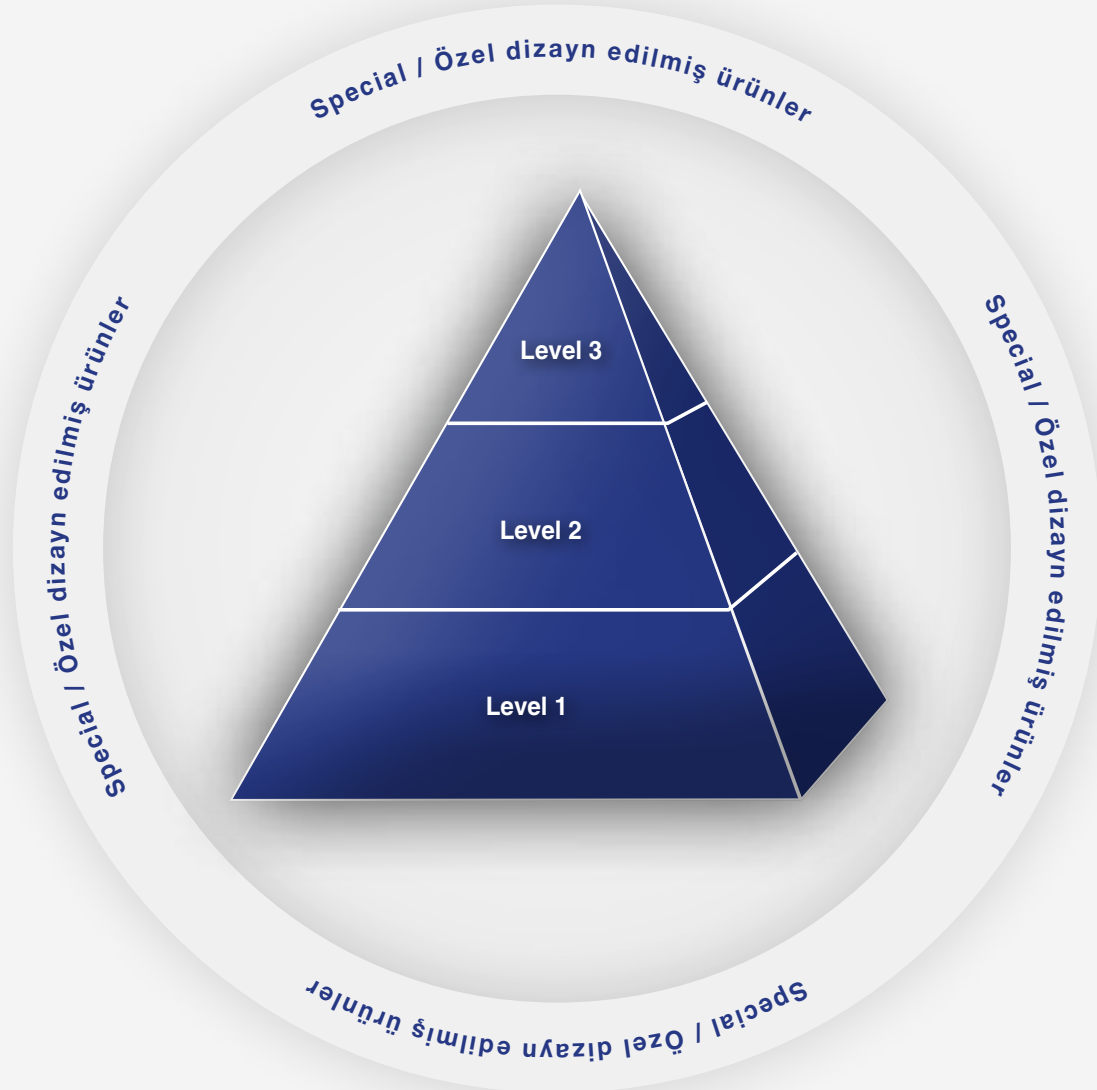 Special / Özel dizayn edilmiş ürünler
Special / Özel dizayn edilmiş ürünler
Special / Özel dizayn edilmiş ürünler
Level 3
Level 2
Level 1
Special / Özel dizayn edilmiş ürünler